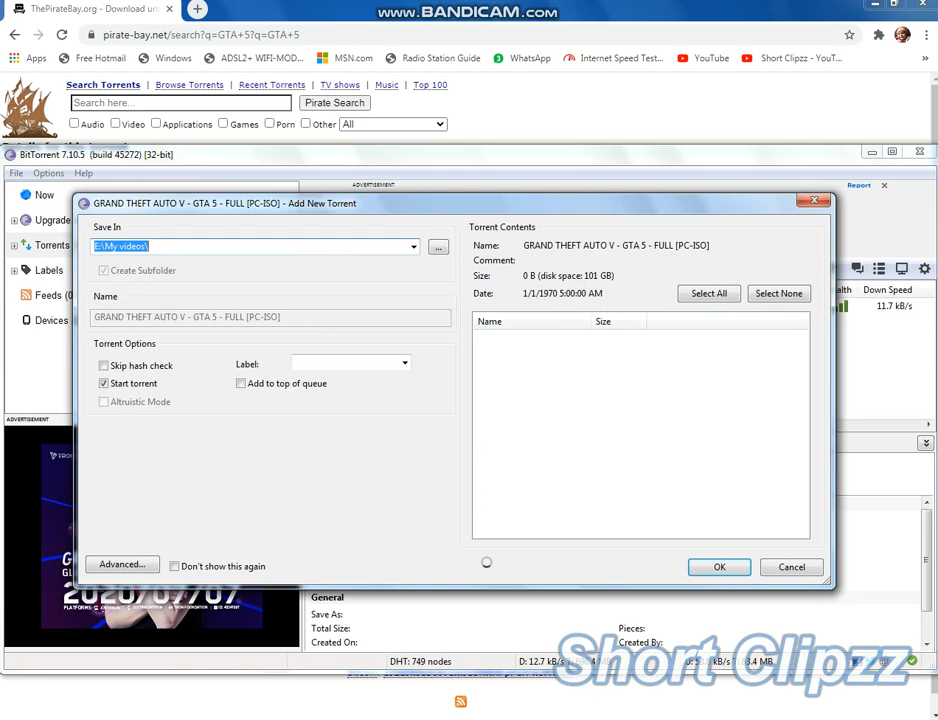 ThePirateBay.org - Download un
www.BANDICAM.com
pirate-bay.net/search?q=GTA+5?q=GTA+5
Apps
Free Hotmail
Windows
ADSL2+ WIFI-MOD...
MSN.com
Radio Station Guide
WhatsApp
Internet Speed Test...
YouTube
Short Clipzz - YouT...
Search Torrents | Browse Torrents | Recent Torrents | TV shows | Music | Top 100
Search here...
Pirate Search
Audio Video Applications Games Porn Other All
BitTorrent 7.10.5 (build 45272) [32-bit]
File Options Help
ADVERTISEMENT
Report
Now
Upgrade
Torrents
Labels
Feeds (0
Devices
ADVERTISEMENT
GRAND THEFT AUTO V - GTA 5 - FULL [PC-ISO] - Add New Torrent
Save In
E:\My videos\
...
Create Subfolder
Name
GRAND THEFT AUTO V - GTA 5 - FULL [PC-ISO]
Torrent Options
Skip hash check
Label:
Start torrent
Add to top of queue
Altruistic Mode
Advanced...
Don't show this again
Torrent Contents
Name: GRAND THEFT AUTO V - GTA 5 - FULL [PC-ISO]
Comment:
Size: 0 B (disk space: 101 GB)
Date: 1/1/1970 5:00:00 AM
Select All
Select None
Name Size
OK
Cancel
alth Down Speed
11.7 kB/s
2020/07/07
General
Save As:
Total Size: Pieces:
Created On: Created By:
DHT: 749 nodes
D: 12.7 kB/s
Short Clipzz